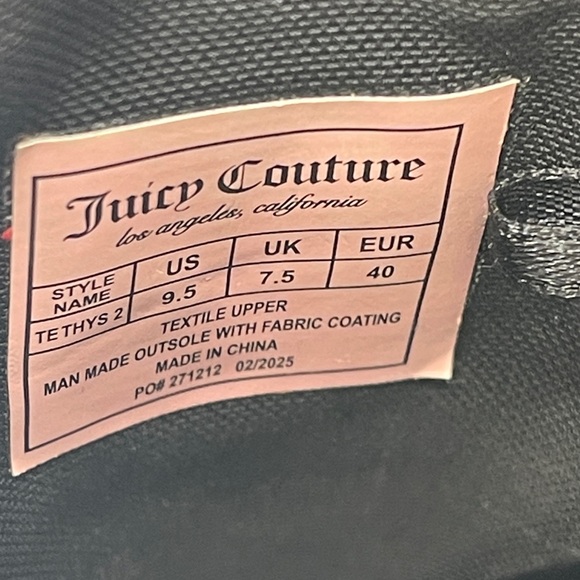 Juicy Couture
los angeles, california
STYLE NAME US UK EUR
TETHYS 2 9.5 7.5 40
TEXTILE UPPER
MAN MADE OUTSOLE WITH FABRIC COATING
MADE IN CHINA
PO# 271212 02/2025